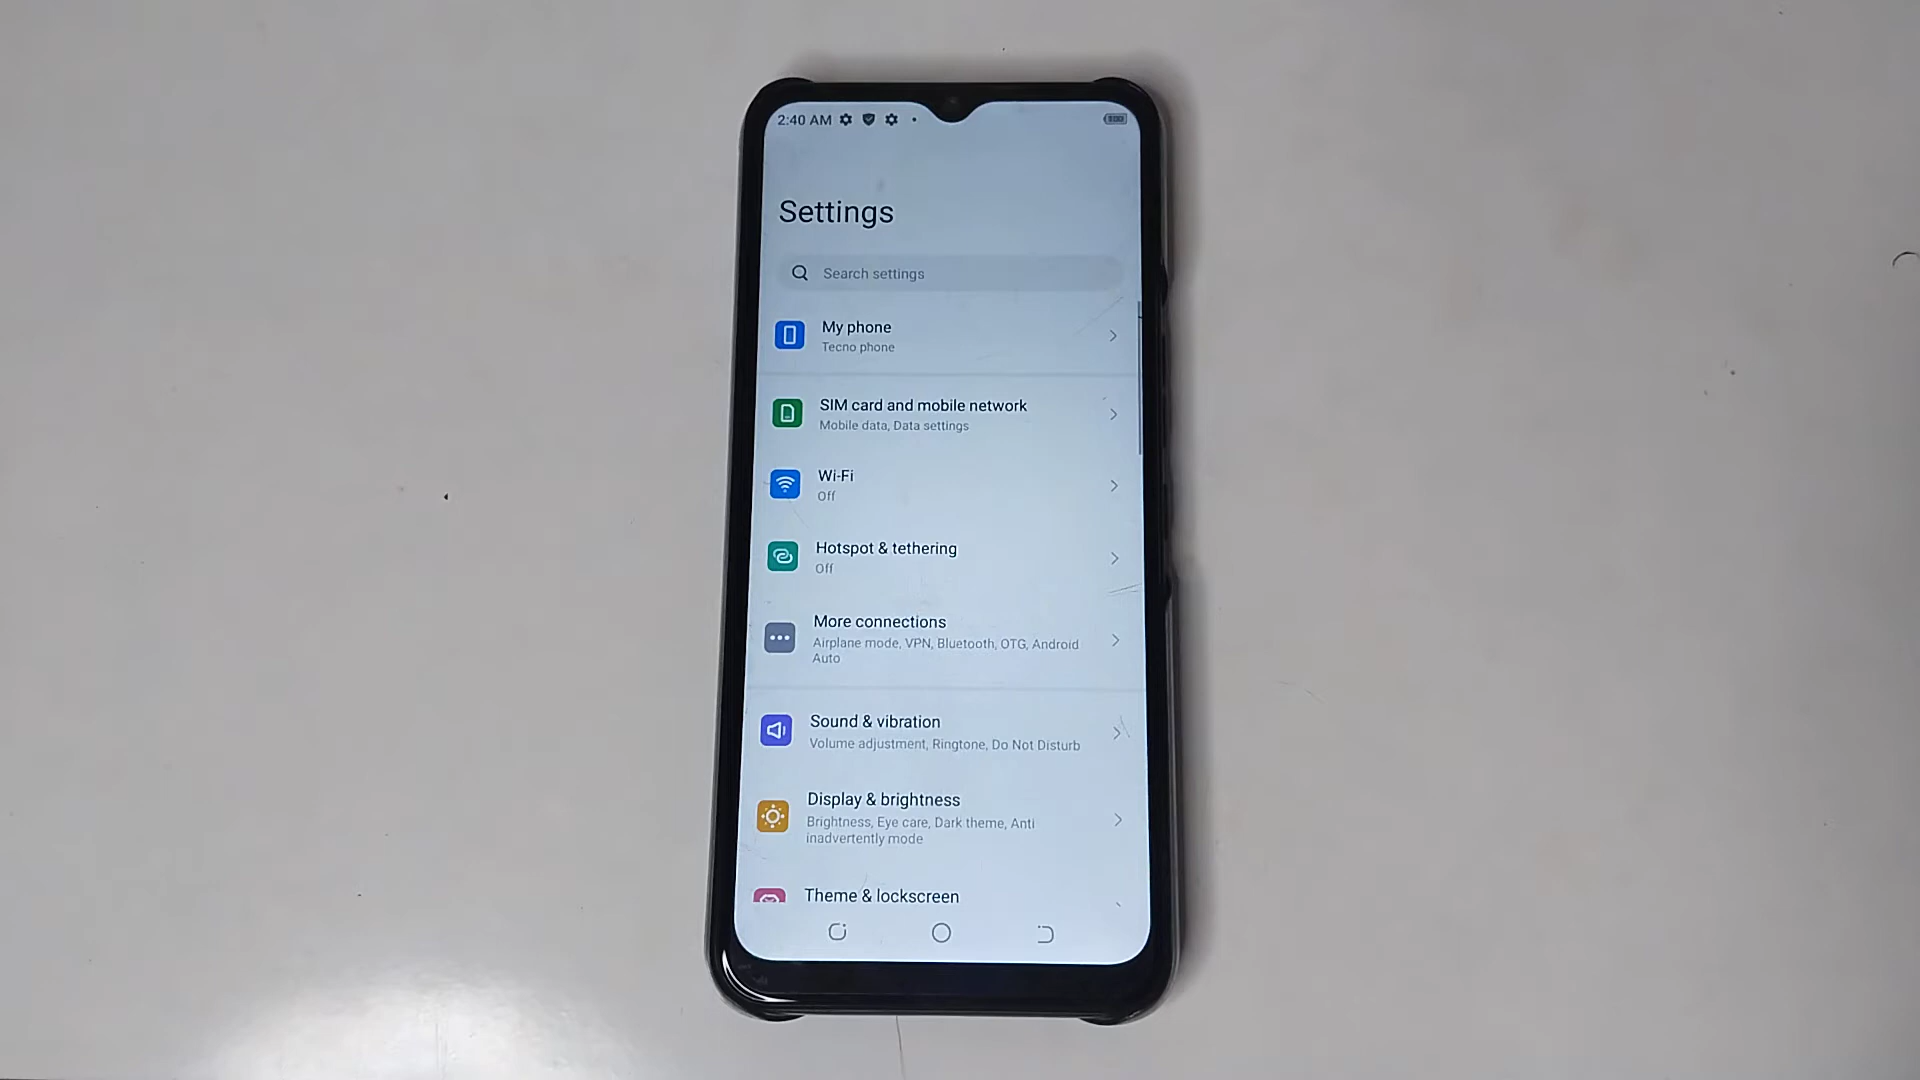 2:40 AM
Settings
Search settings
My phone
Tecno phone
SIM card and mobile network
Mobile data, Data settings
Wi-Fi
Off
Hotspot & tethering
Off
More connections
Airplane mode, VPN, Bluetooth, OTG, Android
Auto
Sound & vibration
Volume adjustment, Ringtone, Do Not Disturb
Display & brightness
Brightness, Eye care, Dark theme, Anti
inadvertently mode
Theme & lockscreen